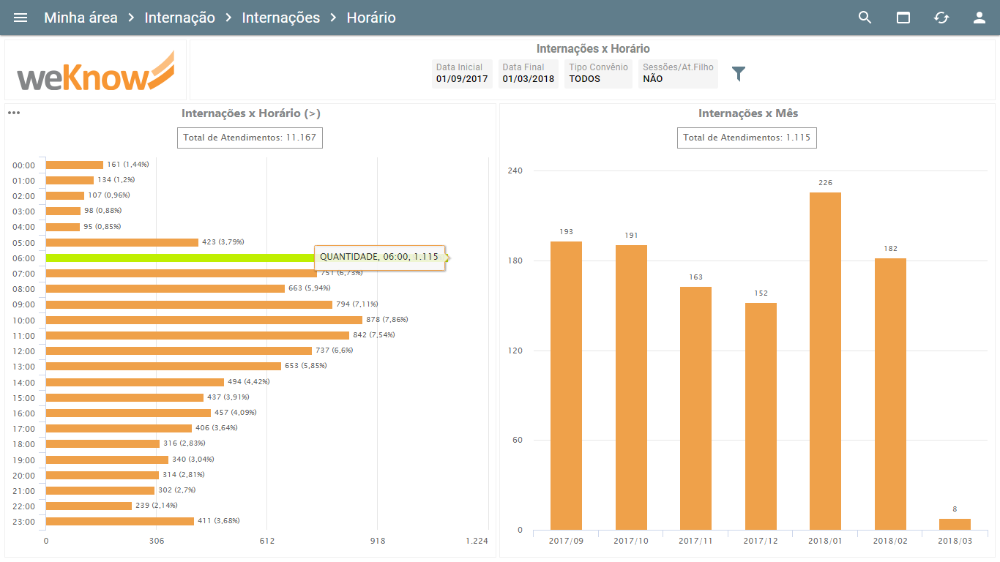 Minha área > Internação > Internações > Horário
weKnow
Internações x Horário
Data Inicial
01/09/2017
Data Final
01/03/2018
Tipo Convênio
TODOS
Sessões/At.Filho
NÃO
Internações x Horário (>)
Total de Atendimentos: 11.167
00:00 161 (1,44%)
01:00 134 (1,2%)
02:00 107 (0,96%)
03:00 98 (0,88%)
04:00 95 (0,85%)
05:00 423 (3,79%)
06:00 QUANTIDADE, 06:00, 1.115
07:00 751 (6,73%)
08:00 663 (5,94%)
09:00 794 (7,11%)
10:00 878 (7,86%)
11:00 842 (7,54%)
12:00 737 (6,6%)
13:00 653 (5,85%)
14:00 494 (4,42%)
15:00 437 (3,91%)
16:00 457 (4,09%)
17:00 406 (3,64%)
18:00 316 (2,83%)
19:00 340 (3,04%)
20:00 314 (2,81%)
21:00 302 (2,7%)
22:00 239 (2,14%)
23:00 411 (3,68%)
0 306 612 918 1.224
Internações x Mês
Total de Atendimentos: 1.115
240
226
193
191
180
182
163
152
120
60
8
0
2017/09 2017/10 2017/11 2017/12 2018/01 2018/02 2018/03